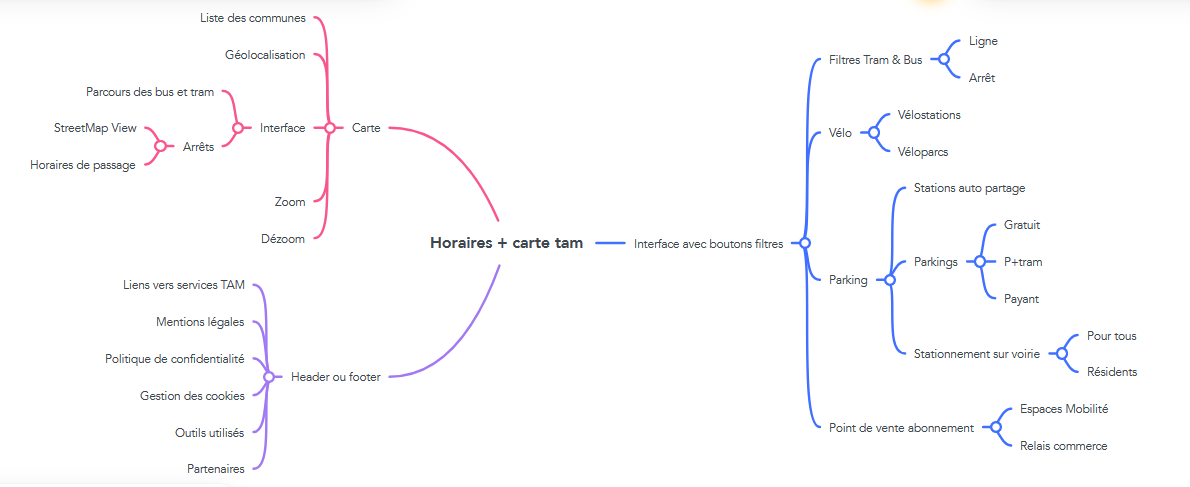 Liste des communes
Géolocalisation
Parcours des bus et tram
StreetMap View
Horaires de passage
Arrêts
Interface
Carte
Zoom
Dézoom
Horaires + carte tam
Liens vers services TAM
Mentions légales
Politique de confidentialité
Gestion des cookies
Outils utilisés
Partenaires
Header ou footer
Interface avec boutons filtres
Filtres Tram & Bus
Ligne
Arrêt
Vélo
Vélostations
Véloparcs
Parking
Stations auto partage
Parkings
Gratuit
P+tram
Payant
Stationnement sur voirie
Pour tous
Résidents
Point de vente abonnement
Espaces Mobilité
Relais commerce